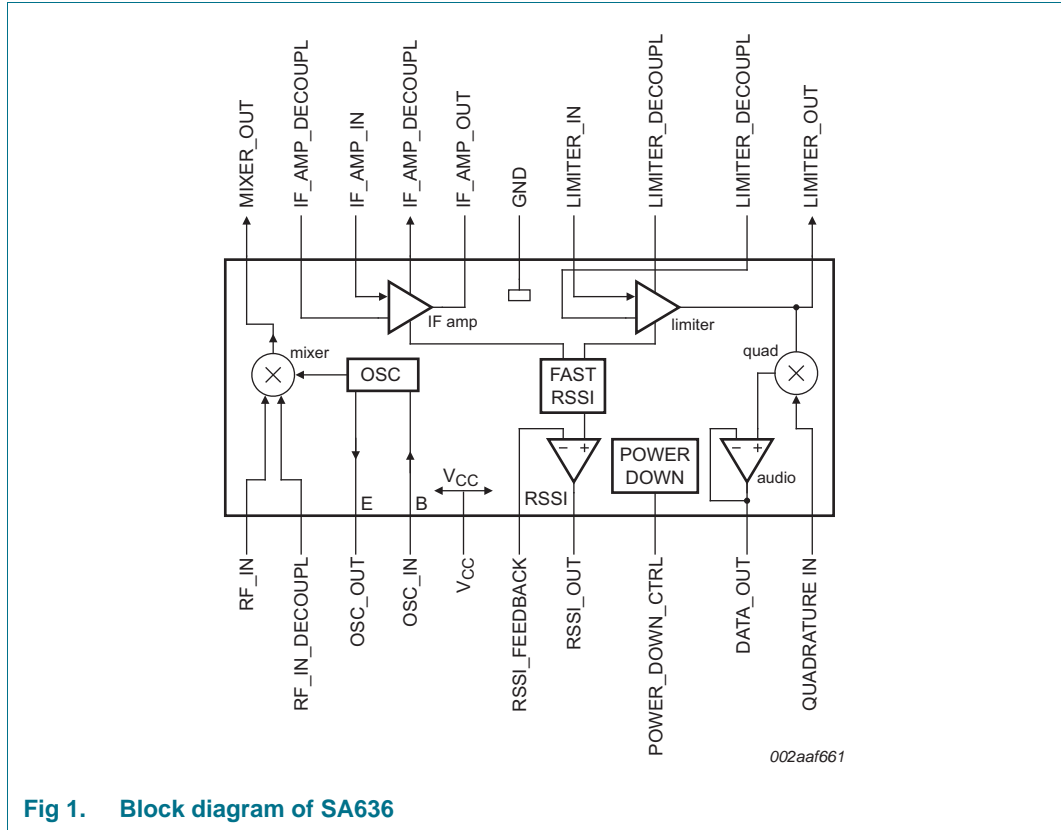 MIXER_OUT
IF_AMP_DECOUPL
IF_AMP_IN
IF_AMP_DECOUPL
IF_AMP_OUT
GND
LIMITER_IN
LIMITER_DECOUPL
LIMITER_DECOUPL
LIMITER_OUT
IF amp
limiter
mixer
quad
OSC
FAST
RSSI
− +
− +
POWER
DOWN
audio
VCC
RSSI
E
B
RF_IN
RF_IN_DECOUPL
OSC_OUT
OSC_IN
VCC
RSSI_FEEDBACK
RSSI_OUT
POWER_DOWN_CTRL
DATA_OUT
QUADRATURE IN
002aaf661
Fig 1. Block diagram of SA636